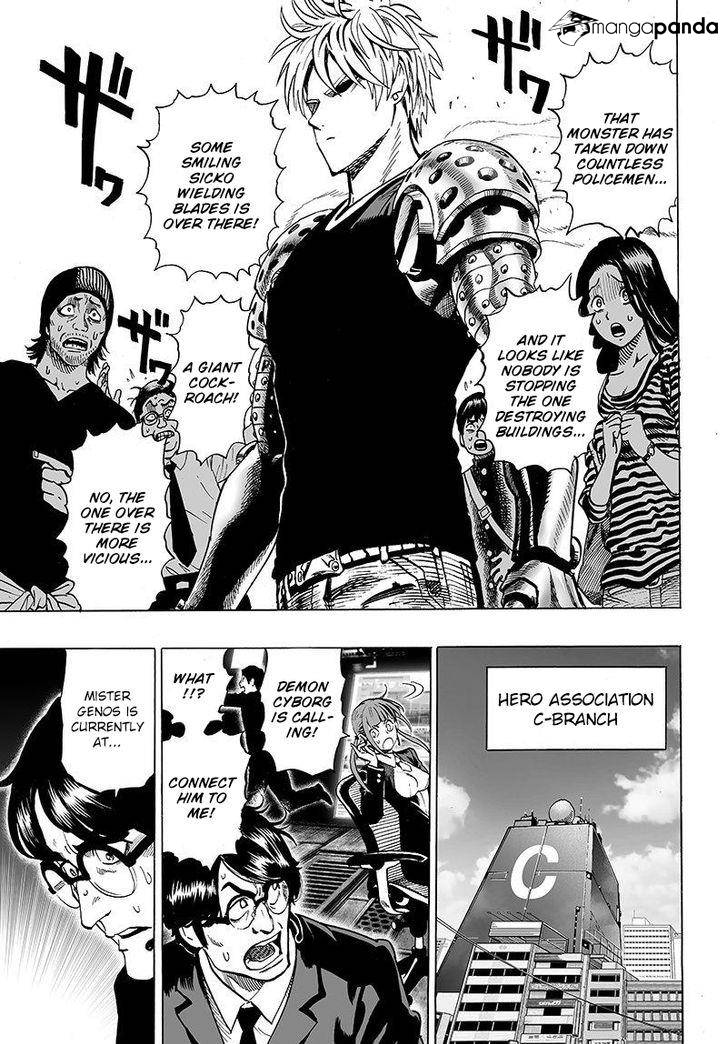 mangapanda
ザワ
THAT
MONSTER HAS
TAKEN DOWN
COUNTLESS
POLICEMEN...
AND IT
LOOKS LIKE
NOBODY IS
STOPPING
THE ONE
DESTROYING
BUILDINGS...
SOME
SMILING
SICKO
WIELDING
BLADES IS
OVER THERE!
A GIANT
COCK-
ROACH!
NO, THE
ONE OVER
THERE IS
MORE
VICIOUS...
ザワ
ザワ
HERO ASSOCIATION
C-BRANCH
C
DEMON
CYBORG
IS CALL-
ING!
WHAT
!!?
CONNECT
HIM TO
ME!
MISTER
GENOS IS
CURRENTLY
AT...